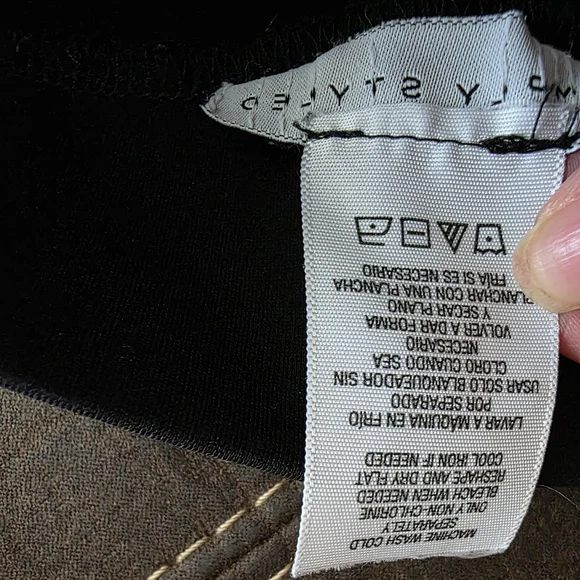 MACHINE WASH COLD
SEPARATELY
ONLY NON-CHLORINE
BLEACH WHEN NEEDED
RESHAPE AND DRY FLAT
COOL IRON IF NEEDED
LAVAR A MÁQUINA EN FRÍO
POR SEPARADO
USAR SOLO BLANQUEADOR SIN
CLORO CUANDO SEA
NECESARIO
VOLVER A DAR FORMA
Y SECAR PLANO
PLANCHAR CON UNA PLANCHA
FRÍA SI ES NECESARIO
LY STYLED